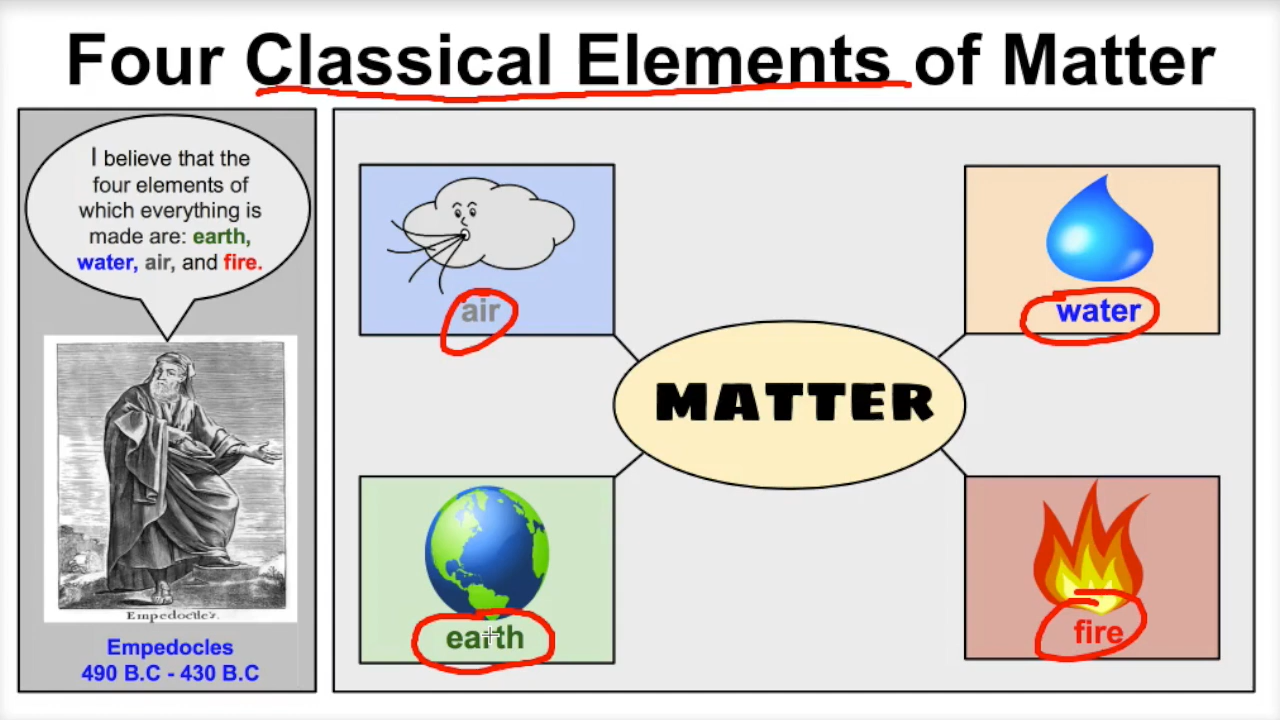 Four Classical Elements of Matter
I believe that the
four elements of
which everything is
made are: earth,
water, air, and fire.
Empedocles.
Empedocles
490 B.C - 430 B.C
air
water
MATTER
earth
fire